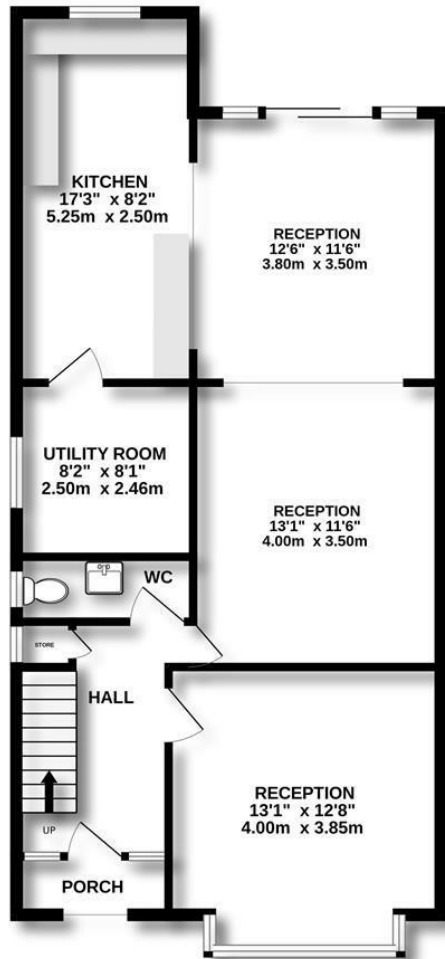 KITCHEN
17'3" x 8'2"
5.25m x 2.50m
RECEPTION
12'6" x 11'6"
3.80m x 3.50m
UTILITY ROOM
8'2" x 8'1"
2.50m x 2.46m
RECEPTION
13'1" x 11'6"
4.00m x 3.50m
WC
STORE
HALL
RECEPTION
13'1" x 12'8"
4.00m x 3.85m
UP
PORCH